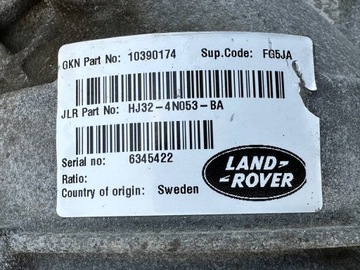 GKN Part No: 10390174 Sup.Code: FG5JA
JLR Part No: HJ32-4N053-BA
Serial no: 6345422
Ratio:
Country of origin: Sweden
LAND-
-ROVER